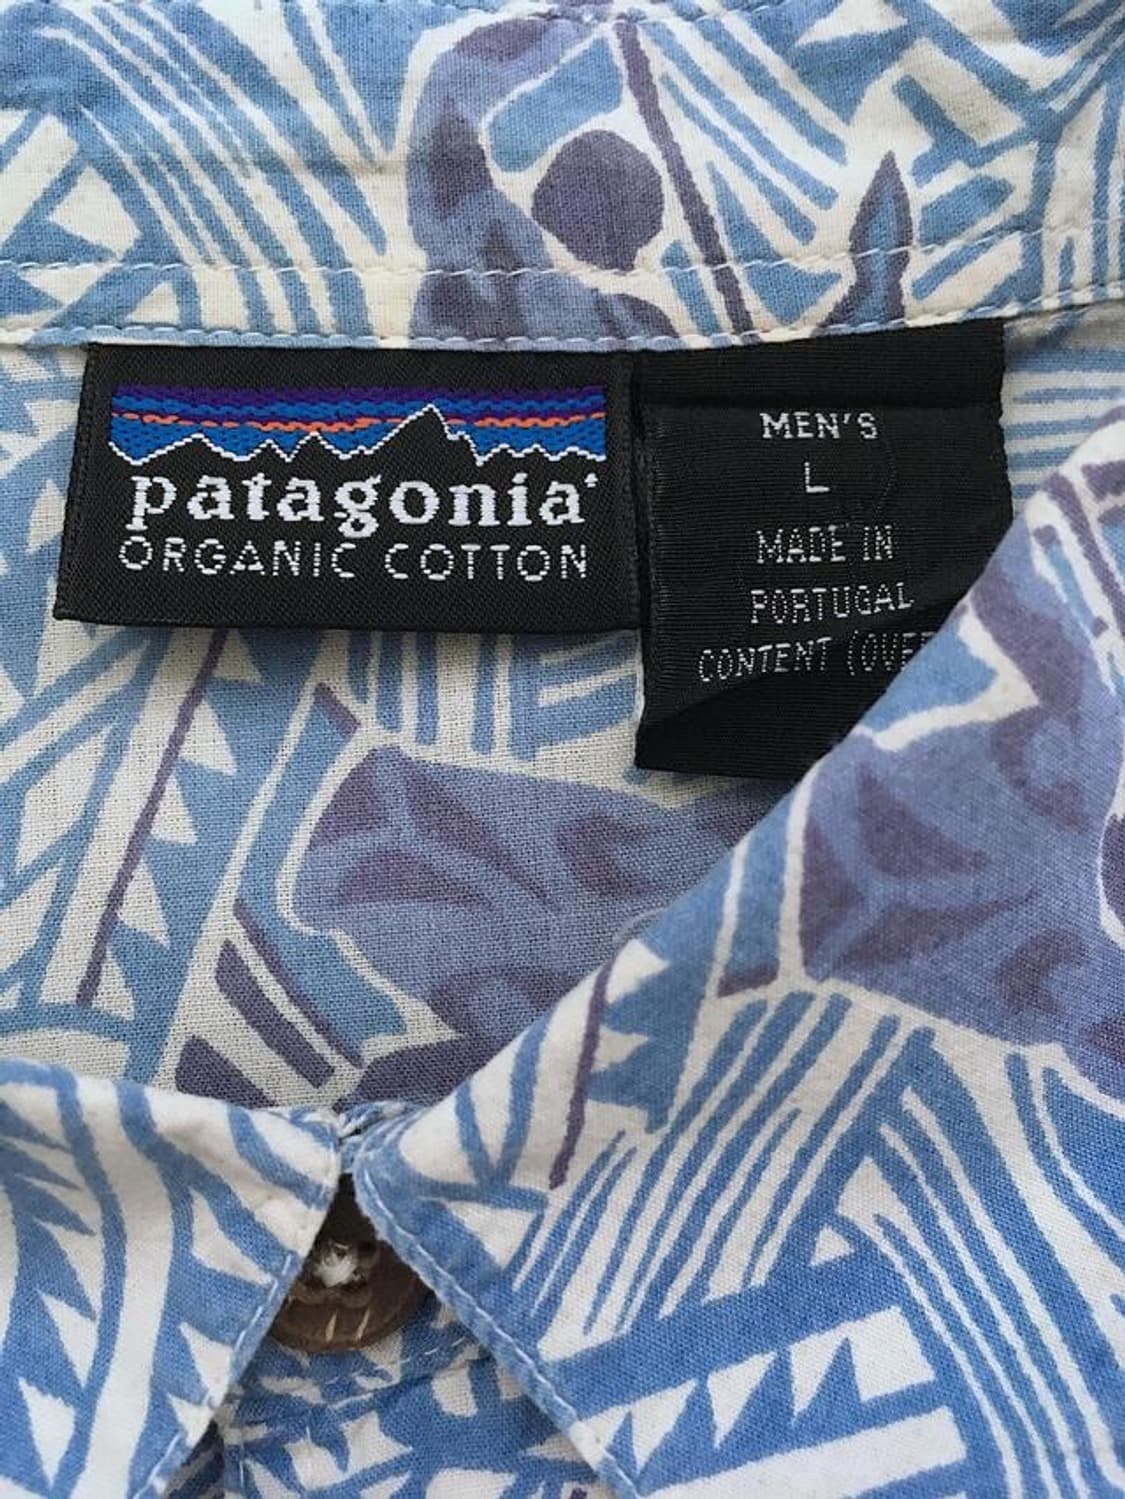 patagonia
ORGANIC COTTON
MEN'S
L
MADE IN
PORTUGAL
CONTENT